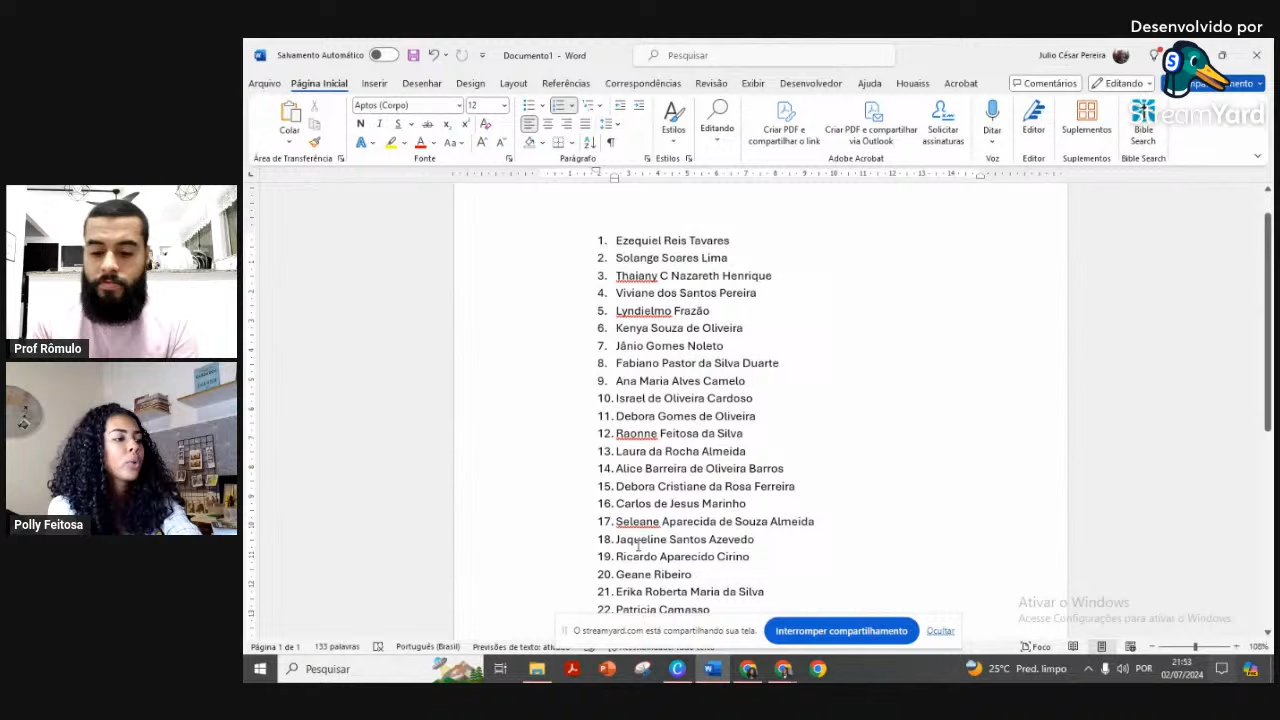 Desenvolvido por
StreamYard
Salvamento Automático
Documento1 - Word
Pesquisar
Julio César Pereira
Arquivo Página Inicial Inserir Desenhar Design Layout Referências Correspondências Revisão Exibir Desenvolvedor Ajuda Houaiss Acrobat
Comentários
Editando
Aptos (Corpo) 12
Colar
Estilos
Editando
Criar PDF e compartilhar o link
Criar PDF e compartilhar via Outlook
Solicitar assinaturas
Ditar
Editor
Suplementos
Bible Search
Área de Transferência
Fonte
Parágrafo
Estilos
Adobe Acrobat
Voz
Editor
Suplementos
Bible Search
1. Ezequiel Reis Tavares
2. Solange Soares Lima
3. Thaiany C Nazareth Henrique
4. Viviane dos Santos Pereira
5. Lyndielmo Frazão
6. Kenya Souza de Oliveira
7. Jânio Gomes Noleto
8. Fabiano Pastor da Silva Duarte
9. Ana Maria Alves Camelo
10. Israel de Oliveira Cardoso
11. Debora Gomes de Oliveira
12. Raonne Feitosa da Silva
13. Laura da Rocha Almeida
14. Alice Barreira de Oliveira Barros
15. Debora Cristiane da Rosa Ferreira
16. Carlos de Jesus Marinho
17. Seleane Aparecida de Souza Almeida
18. Jaqueline Santos Azevedo
19. Ricardo Aparecido Cirino
20. Geane Ribeiro
21. Erika Roberta Maria da Silva
22. Patricia Camasso
Prof Rômulo
Polly Feitosa
Ativar o Windows
Acesse Configurações para ativar o Windows.
O streamyard.com está compartilhando sua tela.
Interromper compartilhamento
Ocultar
Página 1 de 1
133 palavras
Português (Brasil)
Previsões de texto:
Foco
108%
Pesquisar
25°C Pred. limpo
POR
21:53
02/07/2024